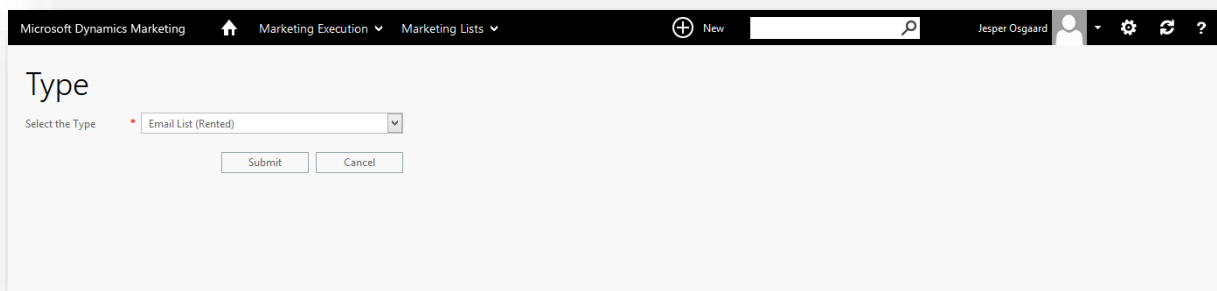 Microsoft Dynamics Marketing Marketing Execution Marketing Lists New Jesper Osgaard ?
Type
Select the Type * Email List (Rented)
Submit Cancel